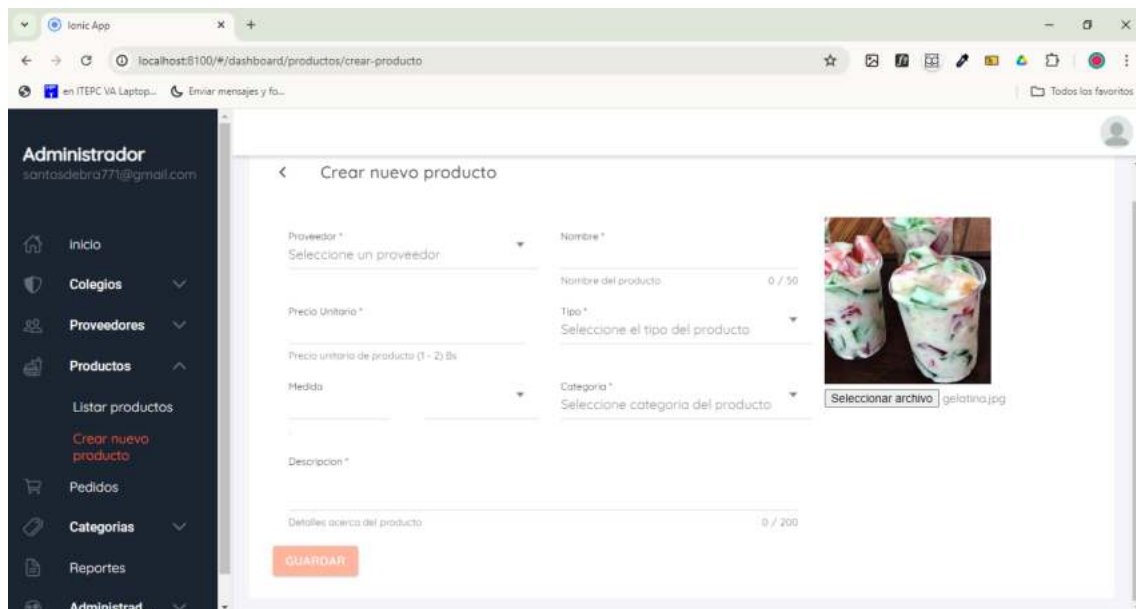 Ionic App
localhost:8100/#/dashboard/productos/crear-producto
en ITEPC VA Laptop...
Enviar mensajes y fo...
Todos los favoritos
Administrador
santosdebra771@gmail.com
inicio
Colegios
Proveedores
Productos
Listar productos
Crear nuevo
producto
Pedidos
Categorias
Reportes
Administrad
Crear nuevo producto
Proveedor *
Seleccione un proveedor
Nombre *
Nombre del producto
0 / 50
Precio Unitario *
Precio unitario de producto (1 - 2) Bs
Tipo *
Seleccione el tipo del producto
Medida
Categoria *
Seleccione categoria del producto
Descripcion *
Detalles acerca del producto
0 / 200
GUARDAR
Seleccionar archivo gelatina.jpg